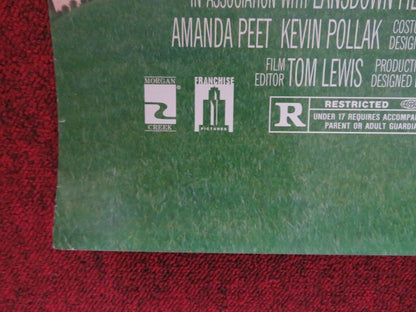 IN ASSOCIATION WITH LANSDOWN
AMANDA PEET KEVIN POLLAK
FILM EDITOR TOM LEWIS
MORGAN
CREEK
FRANCHISE
PICTURES
R
RESTRICTED
UNDER 17 REQUIRES
PARENT OR ADULT